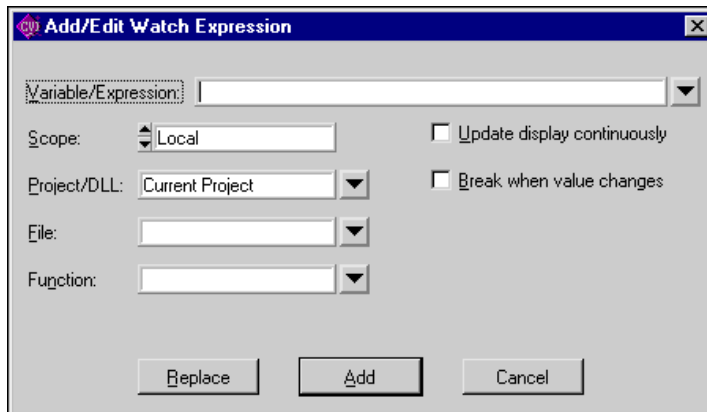 CVI Add/Edit Watch Expression
Variable/Expression:
Scope: Local
Update display continuously
Project/DLL: Current Project
Break when value changes
File:
Function:
Replace Add Cancel